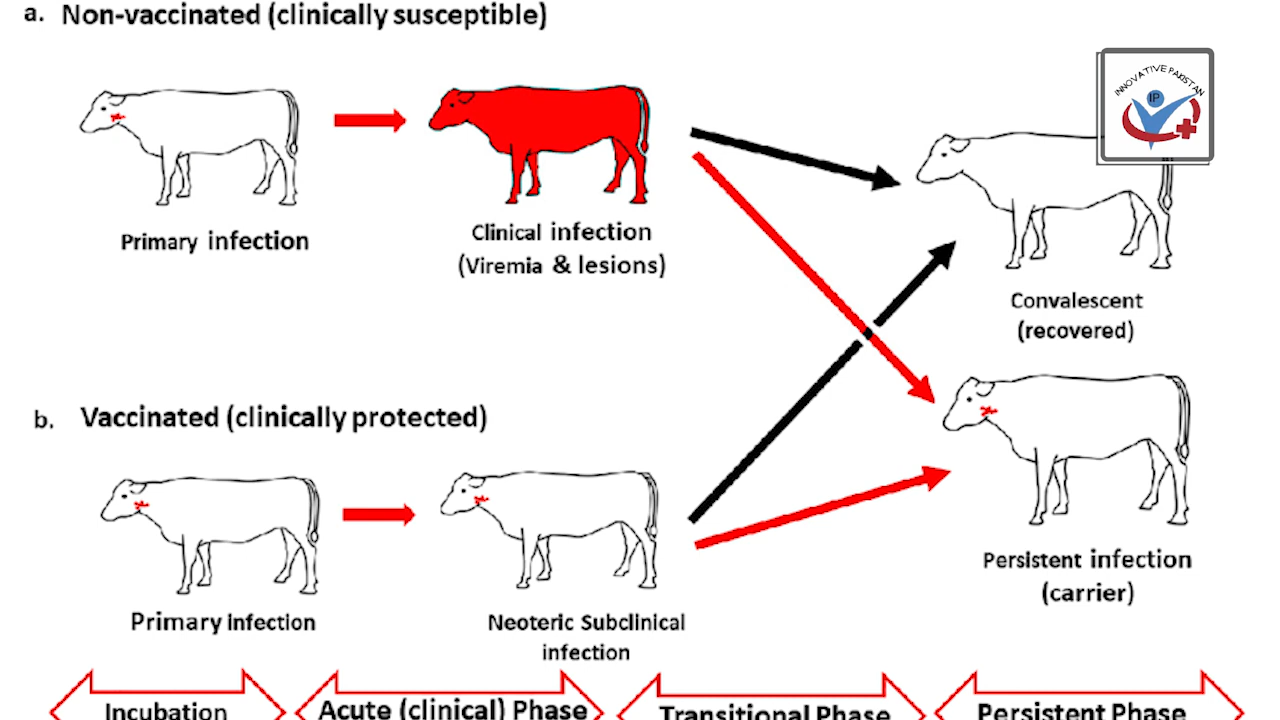 a. Non-vaccinated (clinically susceptible)
INNOVATIVE PAKISTAN
IP
Primary infection
Clinical infection
(Viremia & lesions)
Convalescent
(recovered)
b. Vaccinated (clinically protected)
Persistent infection
(carrier)
Primary infection
Neoteric Subclinical
infection
Incubation
Acute (clinical) Phase
Transitional Phase
Persistent Phase